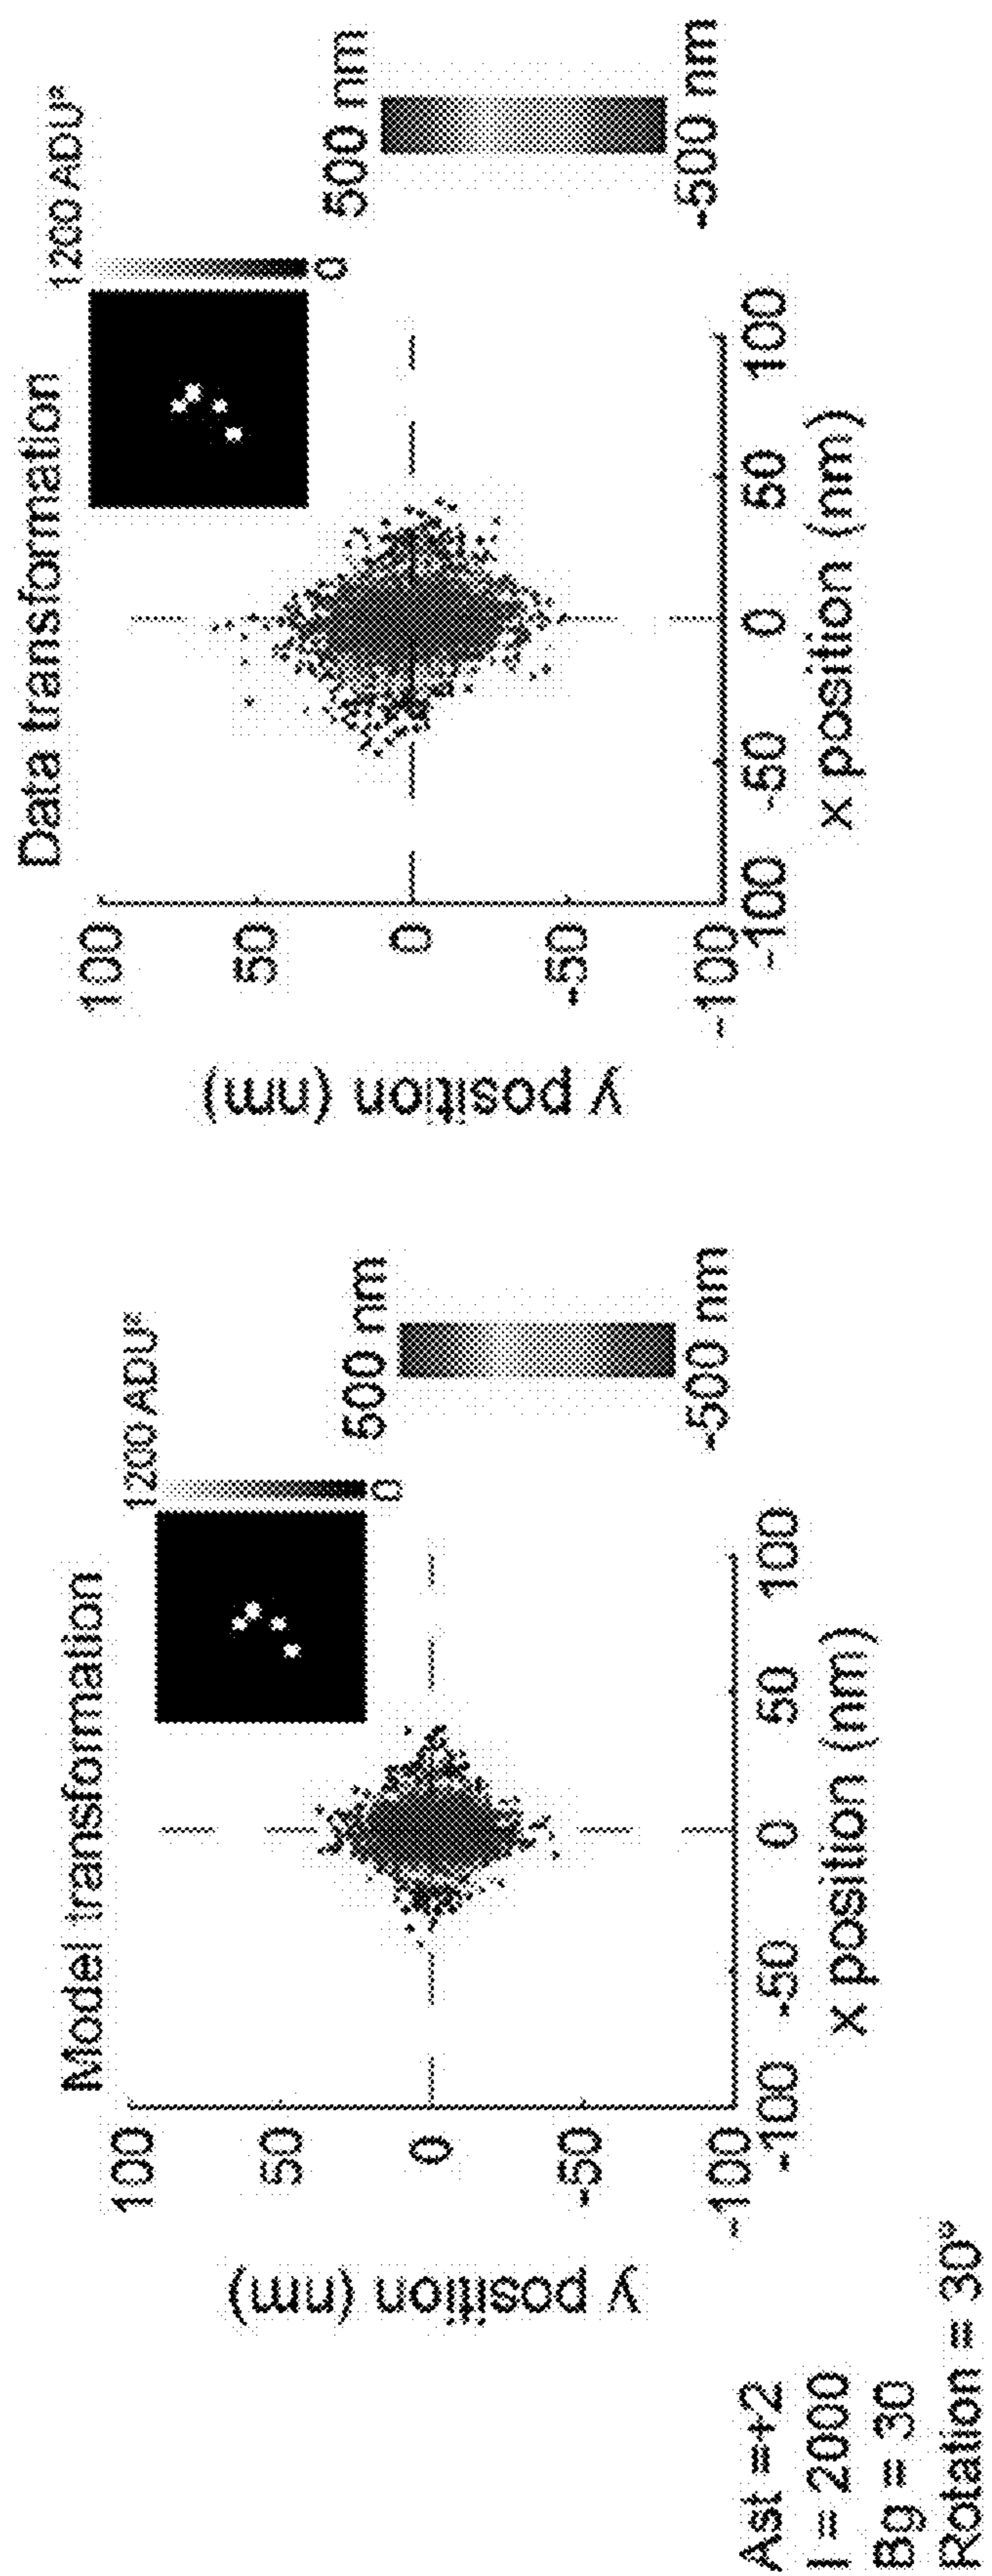 Model transformation
1200 ADU²
0
500 nm
-500 nm
100
50
0
-50
-100
y position (nm)
-100
-50
0
50
100
x position (nm)
Ast =+2
I = 2000
Bg = 30
Rotation = 30°
Data transformation
1200 ADU²
0
500 nm
-500 nm
100
50
0
-50
-100
y position (nm)
-100
-50
0
50
100
x position (nm)